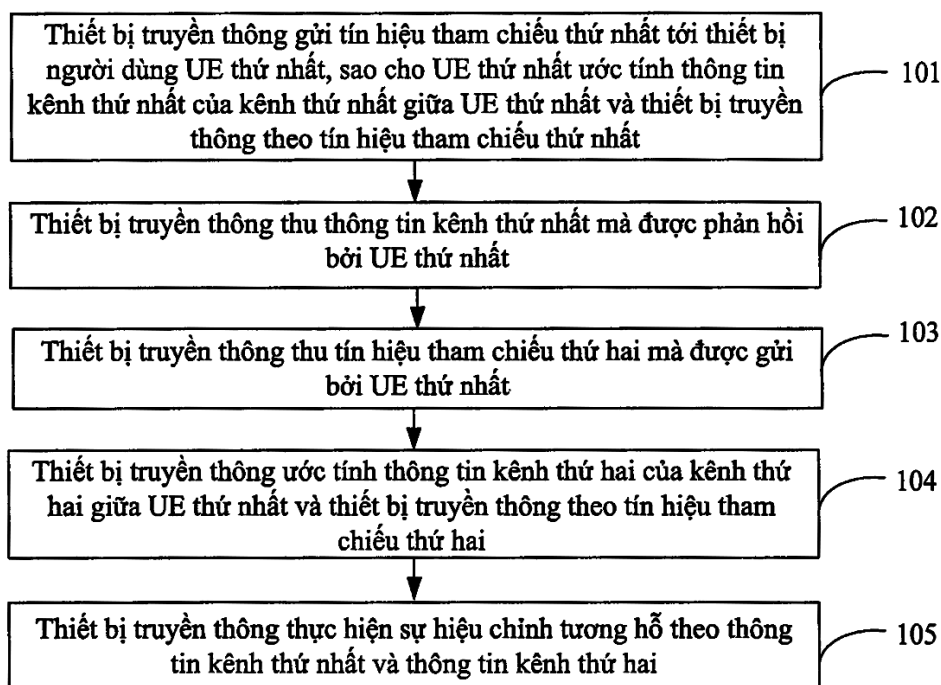 Thiết bị truyền thông gửi tín hiệu tham chiếu thứ nhất tới thiết bị
người dùng UE thứ nhất, sao cho UE thứ nhất ước tính thông tin
kênh thứ nhất của kênh thứ nhất giữa UE thứ nhất và thiết bị truyền
thông theo tín hiệu tham chiếu thứ nhất
101
Thiết bị truyền thông thu thông tin kênh thứ nhất mà được phản hồi
bởi UE thứ nhất
102
Thiết bị truyền thông thu tín hiệu tham chiếu thứ hai mà được gửi
bởi UE thứ nhất
103
Thiết bị truyền thông ước tính thông tin kênh thứ hai của kênh thứ
hai giữa UE thứ nhất và thiết bị truyền thông theo tín hiệu tham
chiếu thứ hai
104
Thiết bị truyền thông thực hiện sự hiệu chỉnh tương hỗ theo thông
tin kênh thứ nhất và thông tin kênh thứ hai
105